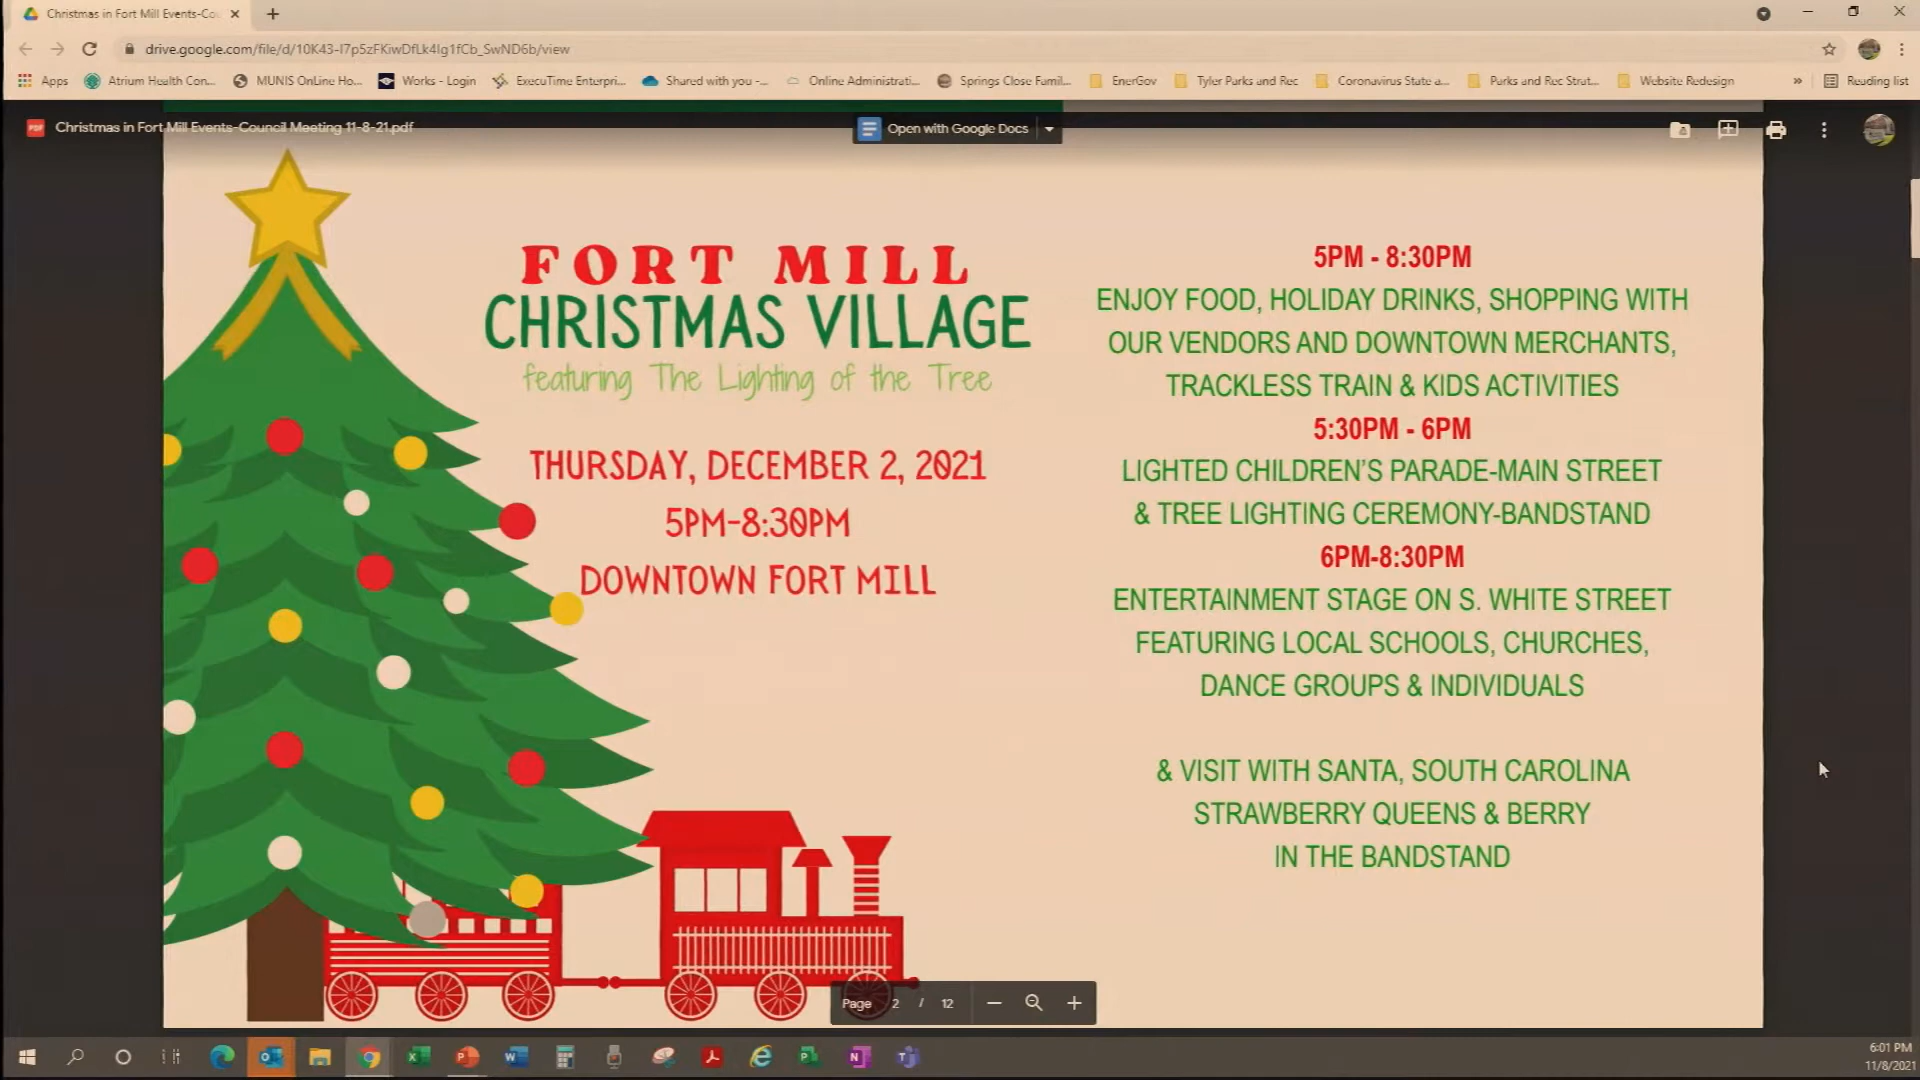 Christmas in Fort Mill Events-Co
drive.google.com/file/d/10K43-I7p5zFKiwDfLk4Ig1fCb_SwND6b/view
Apps
Atrium Health Con...
MUNIS OnLine Ho...
Works - Login
ExecuTime Enterpri...
Shared with you -...
Online Administrati...
Springs Close Famil...
EnerGov
Tyler Parks and Rec
Coronavirus State a...
Parks and Rec Strat...
Website Redesign
»
Reading list
PDF
Christmas in Fort Mill Events-Council Meeting 11-8-21.pdf
Open with Google Docs
FORT MILL
CHRISTMAS VILLAGE
featuring The Lighting of the Tree
THURSDAY, DECEMBER 2, 2021
5PM-8:30PM
DOWNTOWN FORT MILL
5PM - 8:30PM
ENJOY FOOD, HOLIDAY DRINKS, SHOPPING WITH
OUR VENDORS AND DOWNTOWN MERCHANTS,
TRACKLESS TRAIN & KIDS ACTIVITIES
5:30PM - 6PM
LIGHTED CHILDREN'S PARADE-MAIN STREET
& TREE LIGHTING CEREMONY-BANDSTAND
6PM-8:30PM
ENTERTAINMENT STAGE ON S. WHITE STREET
FEATURING LOCAL SCHOOLS, CHURCHES,
DANCE GROUPS & INDIVIDUALS
& VISIT WITH SANTA, SOUTH CAROLINA
STRAWBERRY QUEENS & BERRY
IN THE BANDSTAND
Page 2 / 12
6:01 PM
11/8/2021